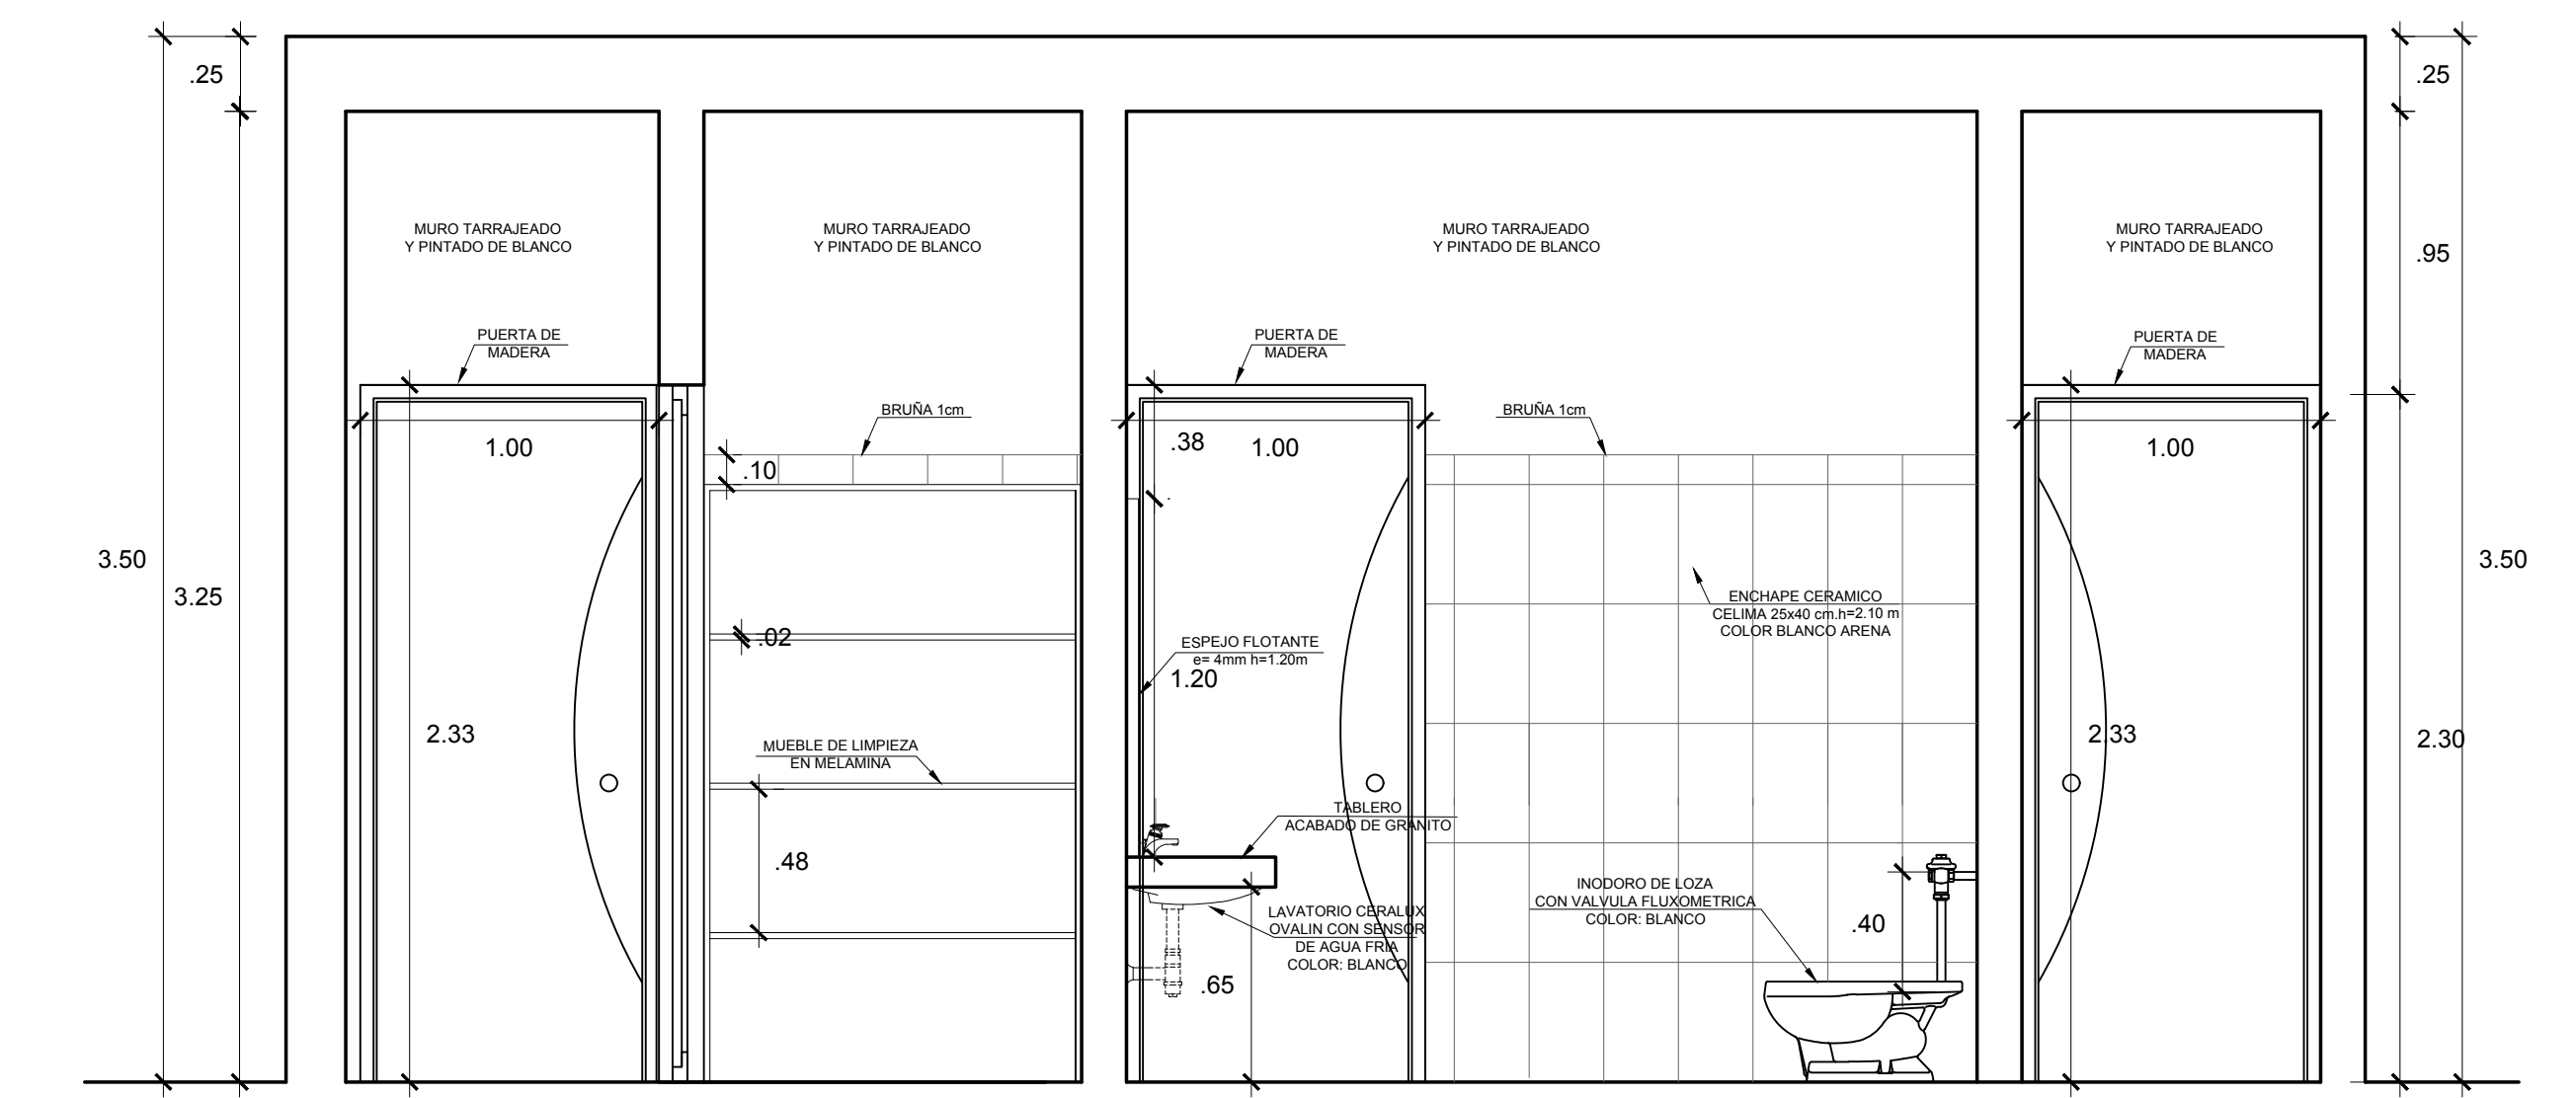 .25
.25
MURO TARRAJEADO
Y PINTADO DE BLANCO
MURO TARRAJEADO
Y PINTADO DE BLANCO
MURO TARRAJEADO
Y PINTADO DE BLANCO
MURO TARRAJEADO
Y PINTADO DE BLANCO
.95
PUERTA DE
MADERA
PUERTA DE
MADERA
PUERTA DE
MADERA
BRUÑA 1cm
BRUÑA 1cm
1.00
.10
.38
1.00
1.00
3.50
3.25
3.50
ENCHAPE CERAMICO
CELIMA 25x40 cm.h=2.10 m
COLOR BLANCO ARENA
.02
ESPEJO FLOTANTE
e= 4mm h=1.20m
1.20
2.33
2.33
2.30
MUEBLE DE LIMPIEZA
EN MELAMINA
TABLERO
ACABADO DE GRANITO
.48
INODORO DE LOZA
CON VALVULA FLUXOMETRICA
COLOR: BLANCO
.40
LAVATORIO CERALUX
OVALIN CON SENSOR
DE AGUA FRIA
COLOR: BLANCO
.65